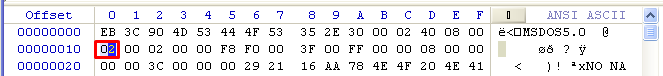 Offset 0 1 2 3 4 5 6 7 8 9 A B C D E F ANSI ASCII
00000000 EB 3C 90 4D 53 44 4F 53 35 2E 30 00 02 40 08 00 ë< MSDOS5.0 @
00000010 02 00 02 00 00 F8 F0 00 3F 00 FF 00 00 08 00 00 øð ? ÿ
00000020 00 00 3C 00 00 00 29 21 16 AA 78 4E 4F 20 4E 41 < )! ªxNO NA